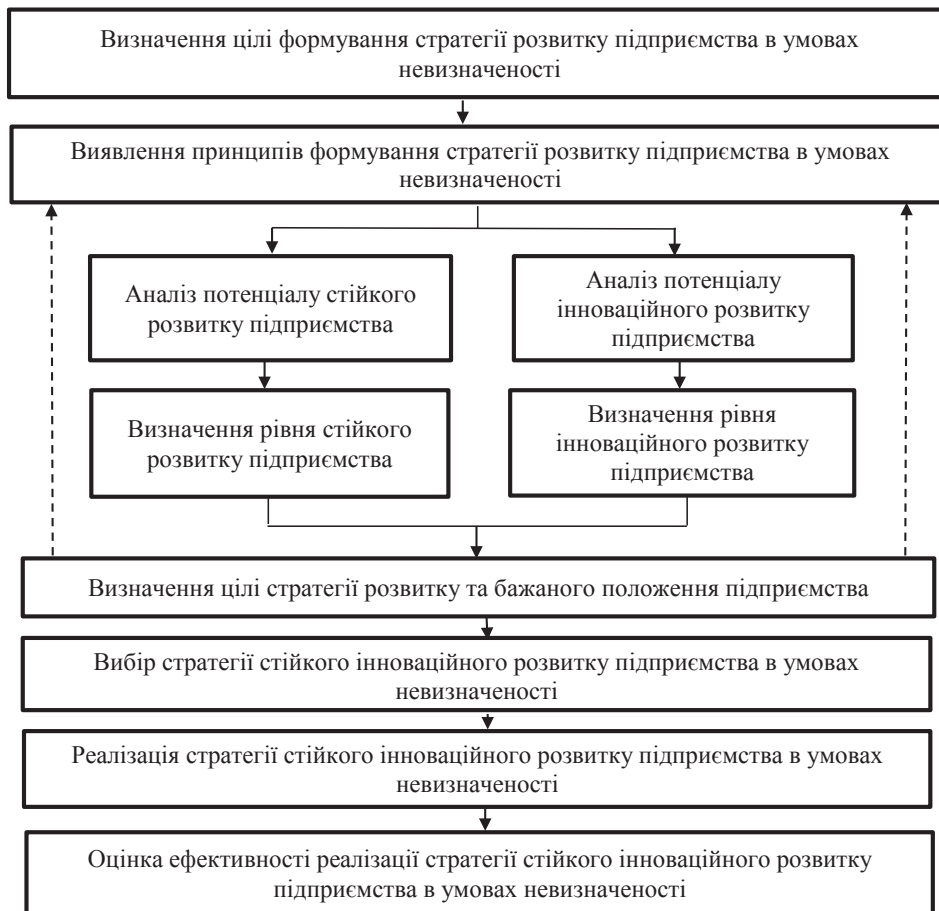 Визначення цілі формування стратегії розвитку підприємства в умовах
невизначеності
Виявлення принципів формування стратегії розвитку підприємства в умовах
невизначеності
Аналіз потенціалу стійкого
розвитку підприємства
Аналіз потенціалу
інноваційного розвитку
підприємства
Визначення рівня стійкого
розвитку підприємства
Визначення рівня
інноваційного розвитку
підприємства
Визначення цілі стратегії розвитку та бажаного положення підприємства
Вибір стратегії стійкого інноваційного розвитку підприємства в умовах
невизначеності
Реалізація стратегії стійкого інноваційного розвитку підприємства в умовах
невизначеності
Оцінка ефективності реалізації стратегії стійкого інноваційного розвитку
підприємства в умовах невизначеності